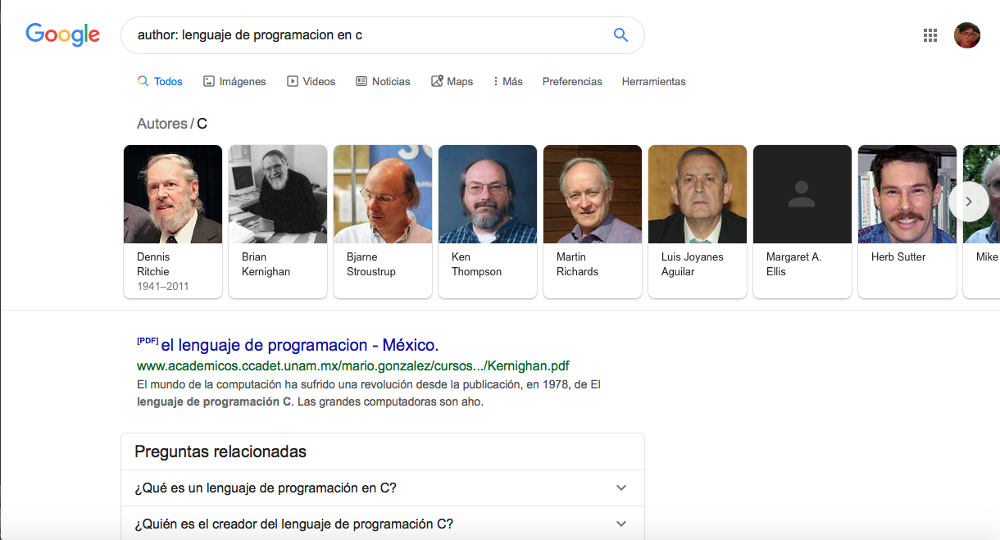 Google
author: lenguaje de programacion en c
Todos Imágenes Videos Noticias Maps Más Preferencias Herramientas
Autores / C
Dennis
Ritchie
1941–2011
Brian
Kernighan
Bjarne
Stroustrup
Ken
Thompson
Martin
Richards
Luis Joyanes
Aguilar
Margaret A.
Ellis
Herb Sutter
Mike
[PDF] el lenguaje de programacion - México.
www.academicos.ccadet.unam.mx/mario.gonzalez/cursos.../Kernighan.pdf
El mundo de la computación ha sufrido una revolución desde la publicación, en 1978, de El
lenguaje de programación C. Las grandes computadoras son aho.
Preguntas relacionadas
¿Qué es un lenguaje de programación en C?
¿Quién es el creador del lenguaje de programación C?